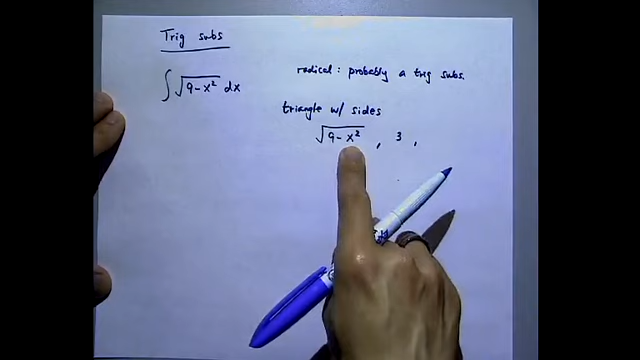 Trig subs
∫ √9-x² dx
radical : probably a trig subs.
triangle w/ sides
√9-x² , 3 ,